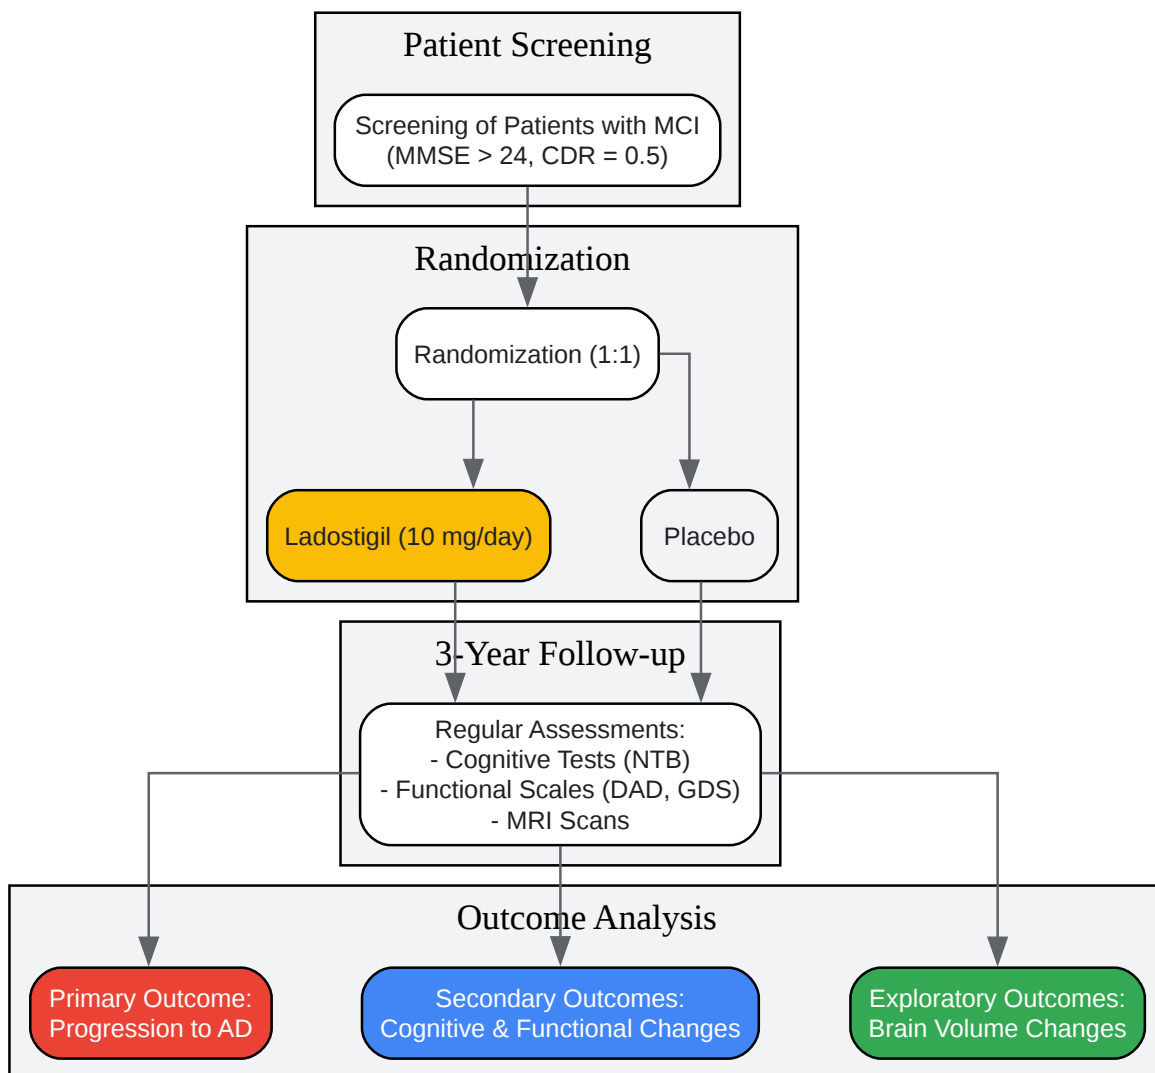 Patient Screening
Screening of Patients with MCI
(MMSE > 24, CDR = 0.5)
Randomization
Randomization (1:1)
Ladostigil (10 mg/day)
Placebo
3-Year Follow-up
Regular Assessments:
- Cognitive Tests (NTB)
- Functional Scales (DAD, GDS)
- MRI Scans
Outcome Analysis
Primary Outcome:
Progression to AD
Secondary Outcomes:
Cognitive & Functional Changes
Exploratory Outcomes:
Brain Volume Changes